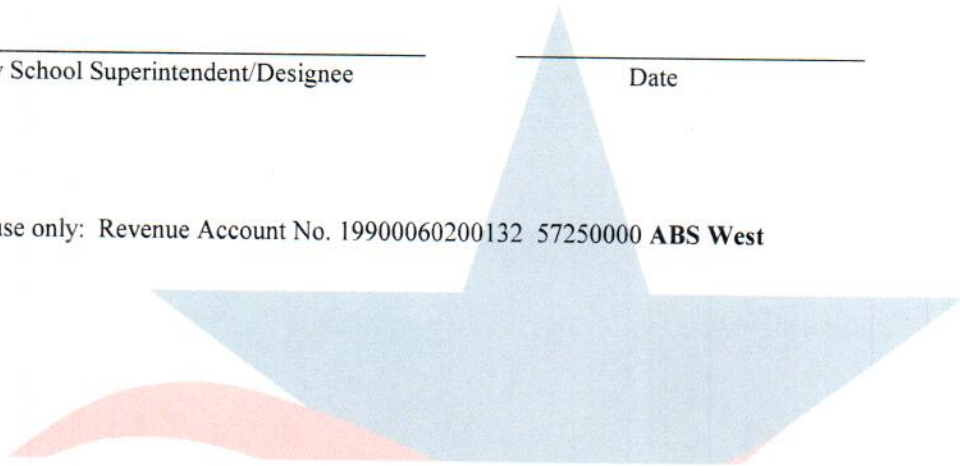 School Superintendent/Designee Date
use only: Revenue Account No. 19900060200132 57250000 ABS West